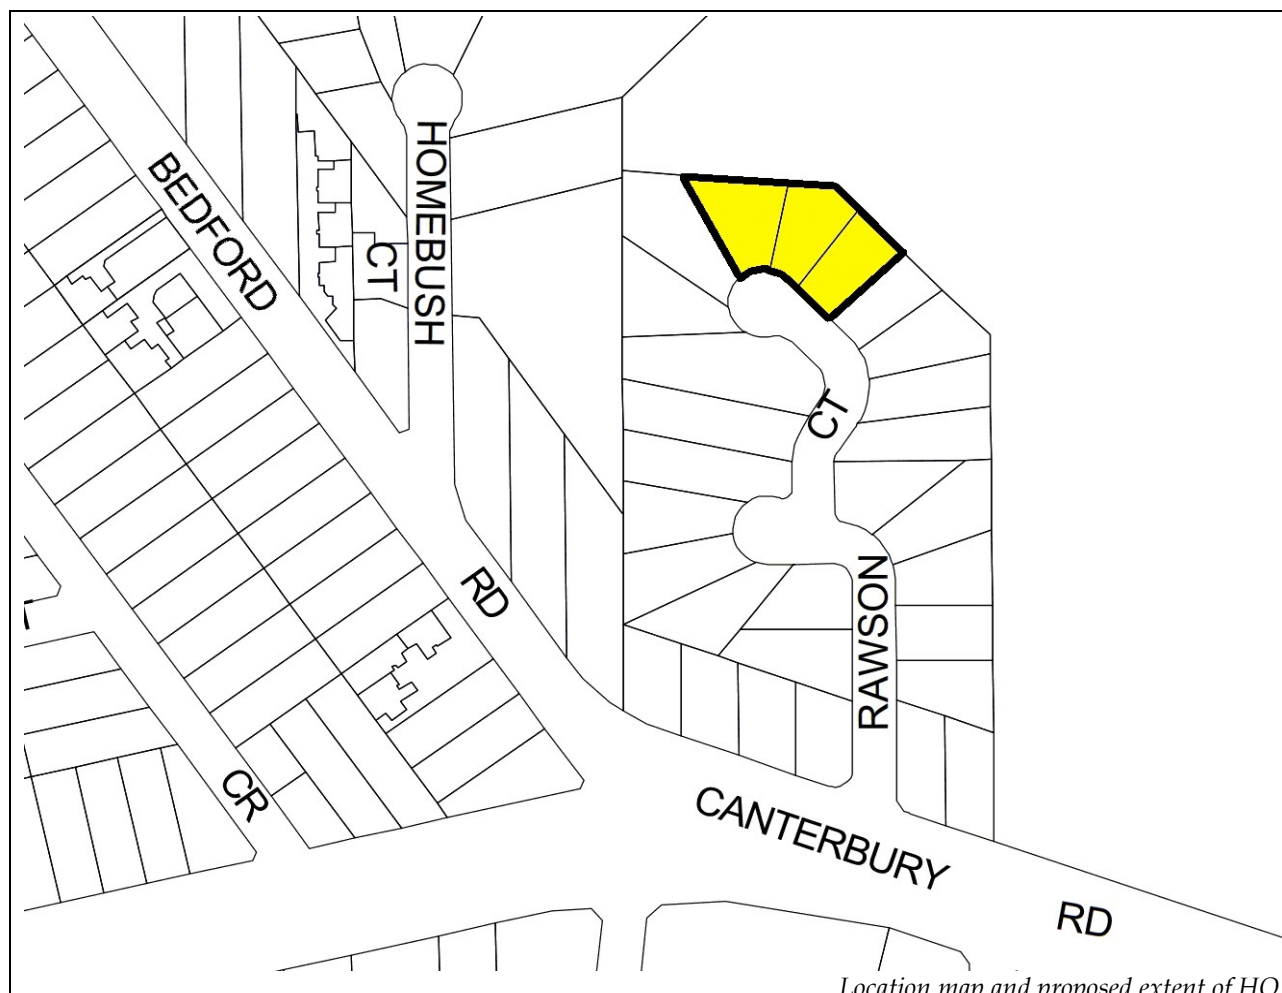 HOMEBUSH
CT
BEDFORD
RD
CT
RAWSON
CR
CANTERBURY
RD
Location map and proposed extent of HO